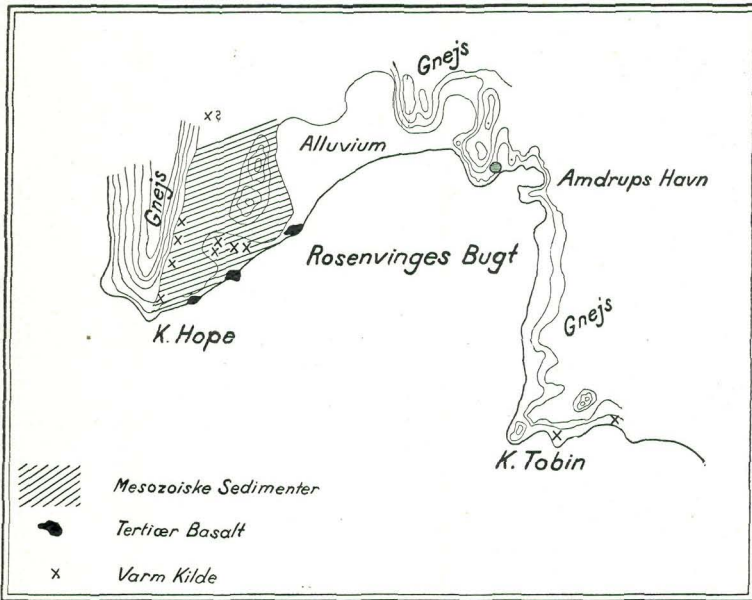 Gnejs
x?
Alluvium
Gnejs
Amdrups Havn
Rosenvinges Bugt
Gnejs
K. Hope
K. Tobin
Mesozoiske Sedimenter
Tertiær Basalt
x Varm Kilde